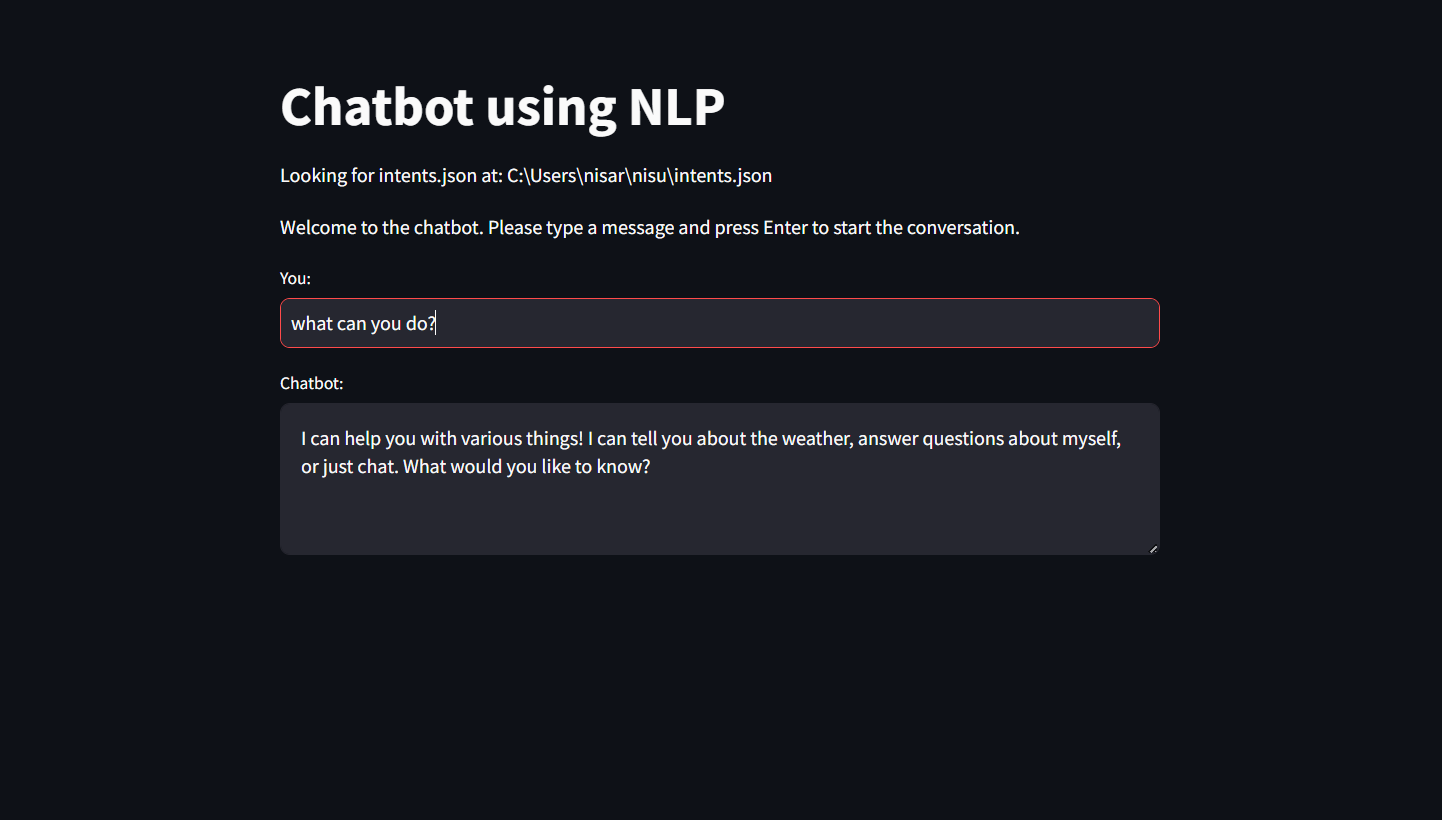 Chatbot using NLP
Looking for intents.json at: C:\Users\nisar\nisu\intents.json
Welcome to the chatbot. Please type a message and press Enter to start the conversation.
You:
what can you do?
Chatbot:
I can help you with various things! I can tell you about the weather, answer questions about myself,
or just chat. What would you like to know?